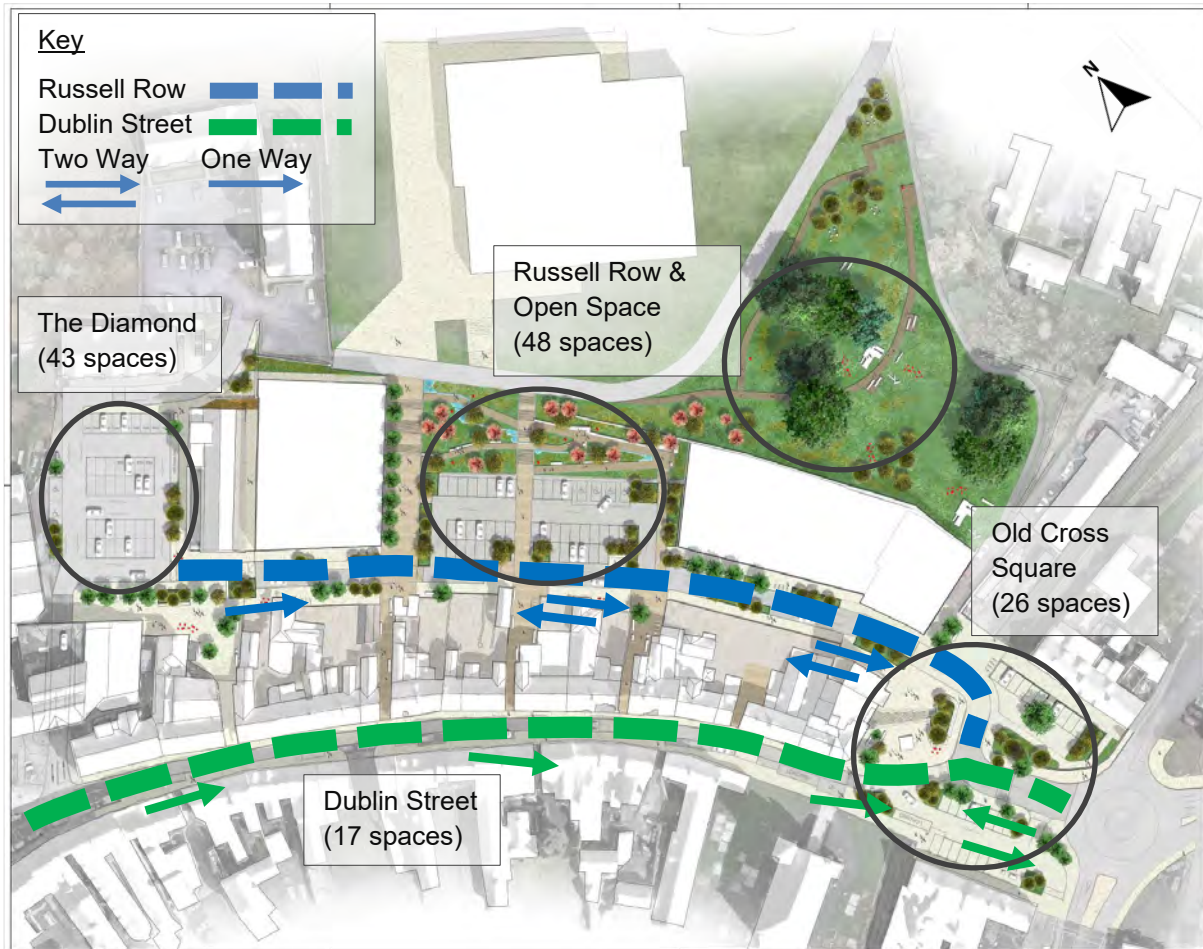 Key
Russell Row
Dublin Street
Two Way One Way
N
Russell Row &
Open Space
(48 spaces)
The Diamond
(43 spaces)
Old Cross
Square
(26 spaces)
Dublin Street
(17 spaces)